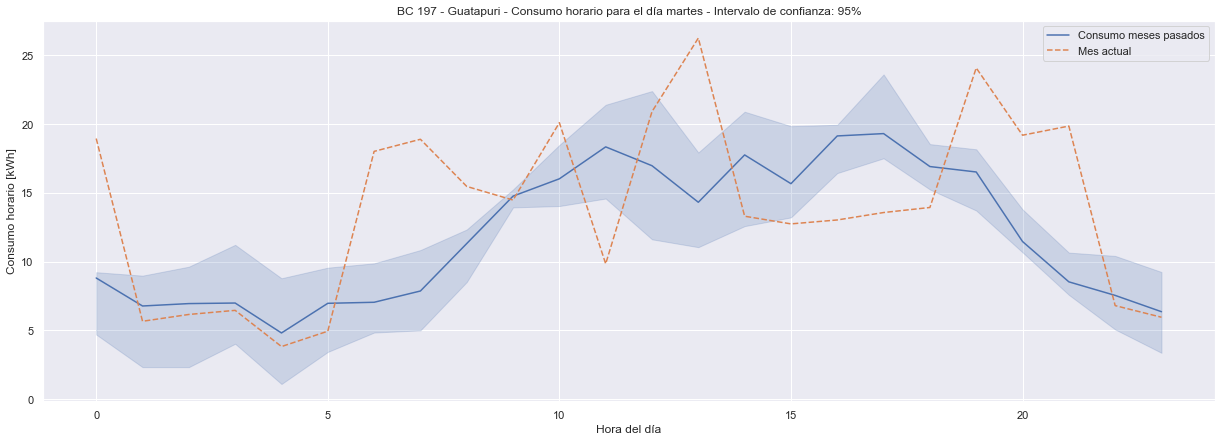 BC 197 - Guatapuri - Consumo horario para el día martes - Intervalo de confianza: 95%
Consumo meses pasados
Mes actual
Consumo horario [kWh]
25
20
15
10
5
0
0 5 10 15 20
Hora del día